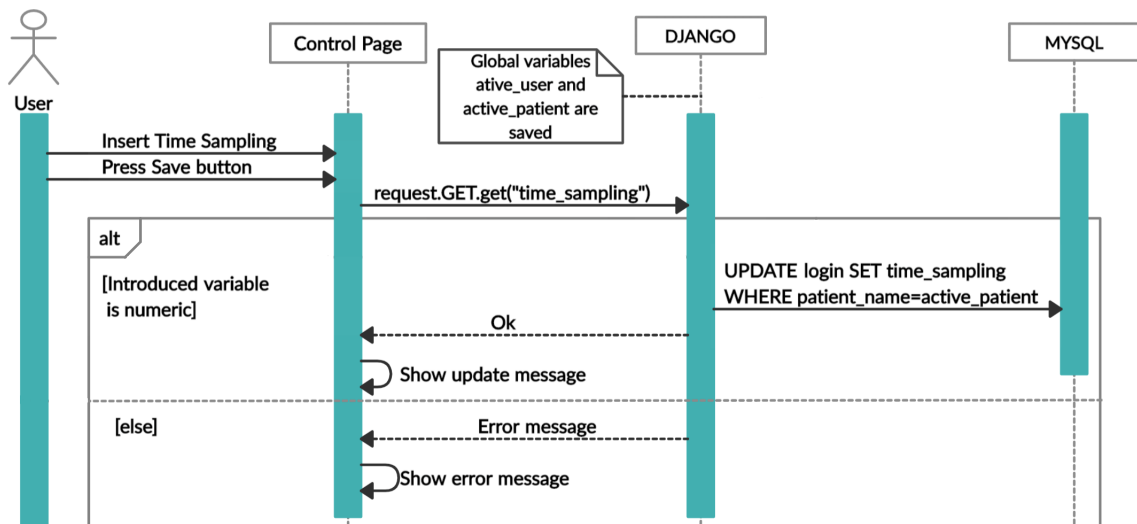 User
Control Page
DJANGO
MYSQL
Global variables
ative_user and
active_patient are
saved
Insert Time Sampling
Press Save button
request.GET.get("time_sampling")
alt
[Introduced variable
is numeric]
UPDATE login SET time_sampling
WHERE patient_name=active_patient
Ok
Show update message
[else]
Error message
Show error message